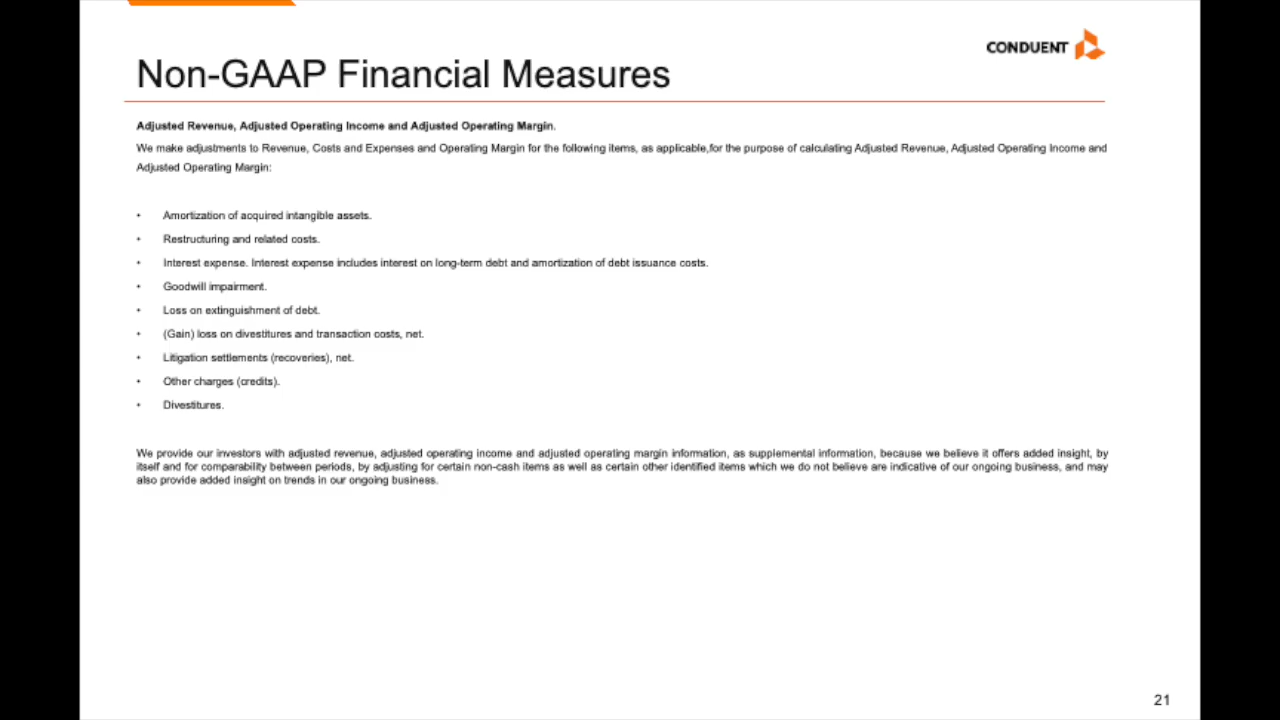 CONDUENT
Non-GAAP Financial Measures
Adjusted Revenue, Adjusted Operating Income and Adjusted Operating Margin.
We make adjustments to Revenue, Costs and Expenses and Operating Margin for the following items, as applicable,for the purpose of calculating Adjusted Revenue, Adjusted Operating Income and
Adjusted Operating Margin:
• Amortization of acquired intangible assets.
• Restructuring and related costs.
• Interest expense. Interest expense includes interest on long-term debt and amortization of debt issuance costs.
• Goodwill impairment.
• Loss on extinguishment of debt.
• (Gain) loss on divestitures and transaction costs, net.
• Litigation settlements (recoveries), net.
• Other charges (credits).
• Divestitures.
We provide our investors with adjusted revenue, adjusted operating income and adjusted operating margin information, as supplemental information, because we believe it offers added insight, by
itself and for comparability between periods, by adjusting for certain non-cash items as well as certain other identified items which we do not believe are indicative of our ongoing business, and may
also provide added insight on trends in our ongoing business.
21